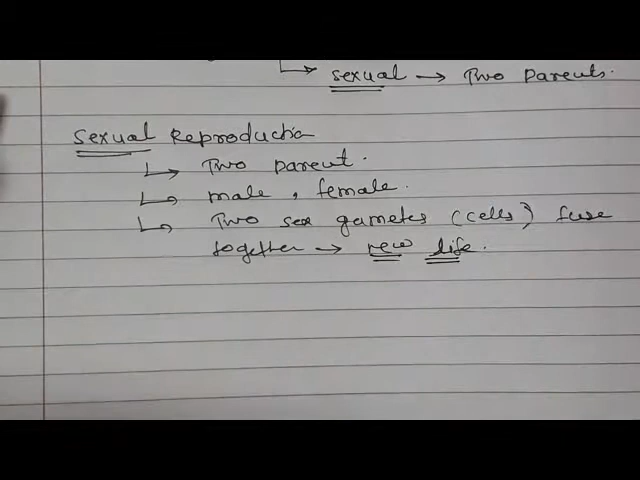 ↳ sexual → Two parents.
Sexual Reproduction
↳ Two parent.
↳ male, female.
↳ Two sex gametes (cells) fuse
together → new life.